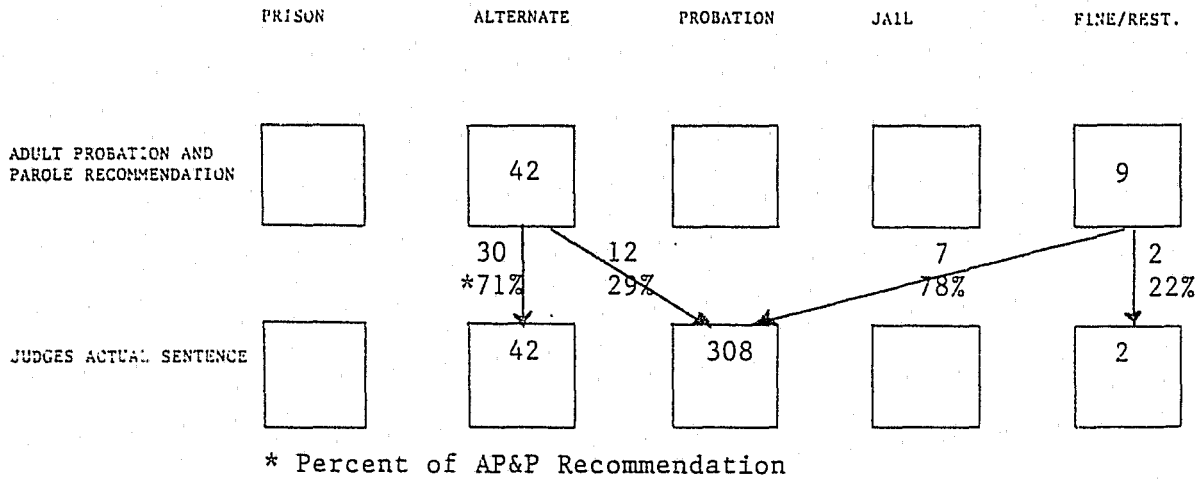 PRISON ALTERNATE PROBATION JAIL FINE/REST.
ADULT PROBATION AND
PAROLE RECOMMENDATION
42 9
30 12 7 2
*71% 29% 78% 22%
JUDGES ACTUAL SENTENCE 42 308 2
* Percent of AP&P Recommendation